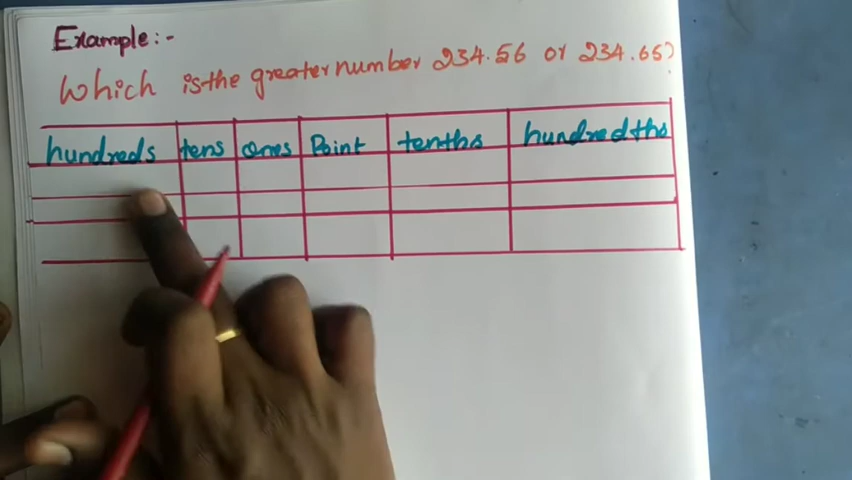 Example:-
Which is the greater number 234.56 or 234.65?
hundreds tens ones Point tenths hundredths